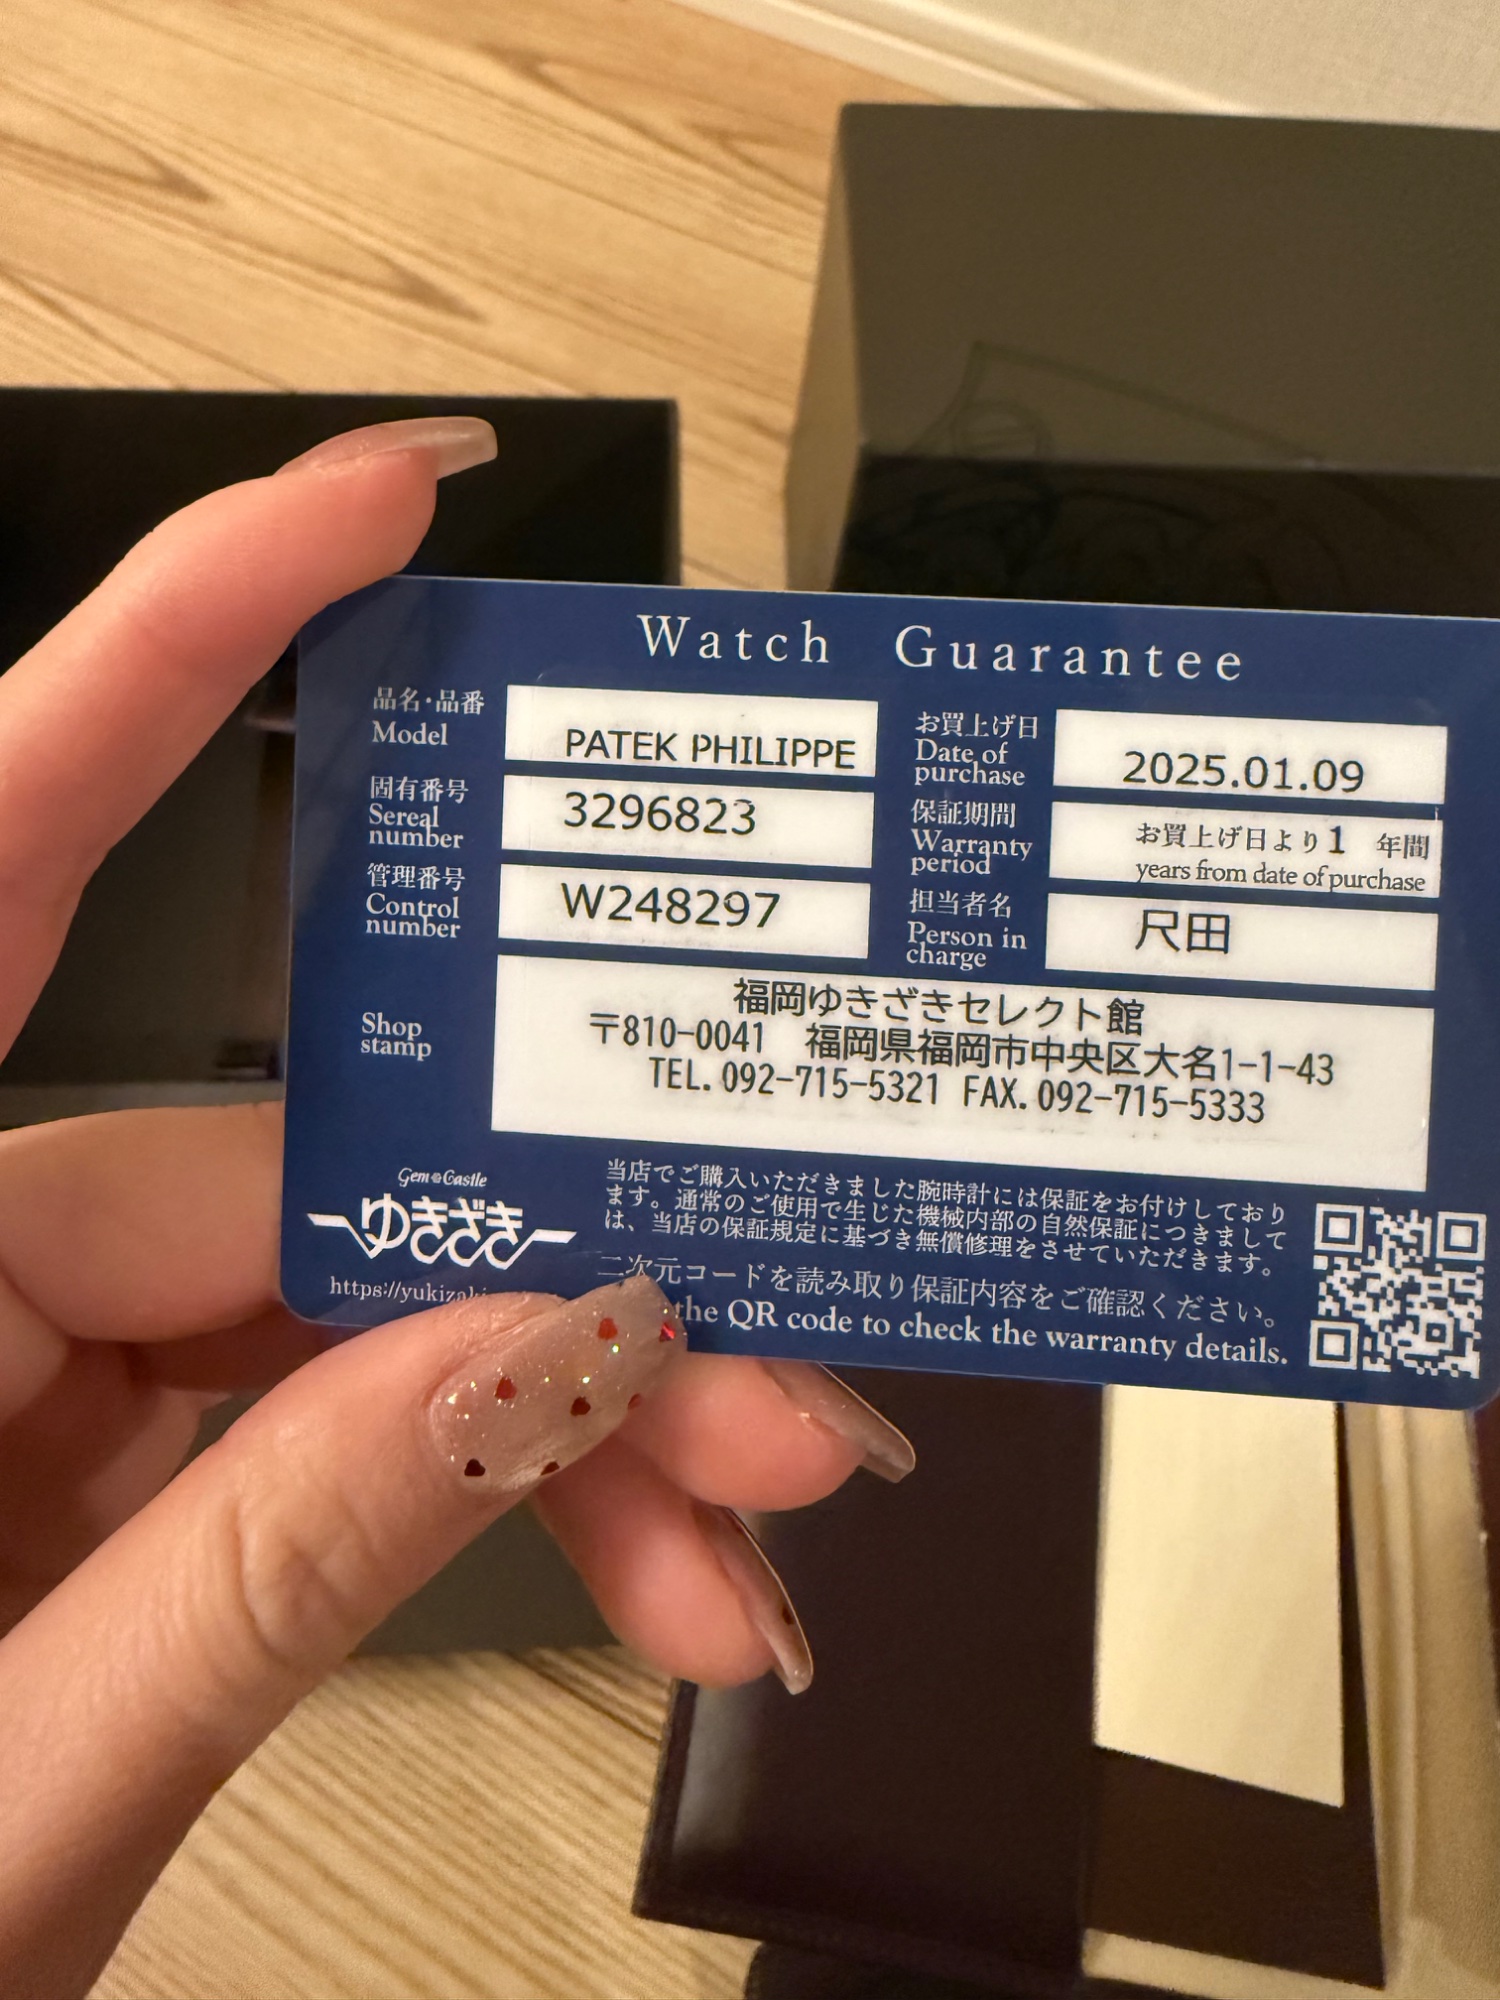 Watch Guarantee
品名・品番
Model
PATEK PHILIPPE
お買上げ日
Date of
purchase
2025.01.09
固有番号
Sereal
number
3296823
保証期間
Warranty
period
お買上げ日より1 年間
years from date of purchase
管理番号
Control
number
W248297
担当者名
Person in
charge
尺田
Shop
stamp
福岡ゆきざきセレクト館
〒810-0041 福岡県福岡市中央区大名1-1-43
TEL. 092-715-5321 FAX. 092-715-5333
Gem Castle
ゆきざき
https://yukizaki
当店でご購入いただきました腕時計には保証をお付けしており
ます。通常のご使用で生じた機械内部の自然保証につきまして
は、当店の保証規定に基づき無償修理をさせていただきます。
二次元コードを読み取り保証内容をご確認ください。
the QR code to check the warranty details.